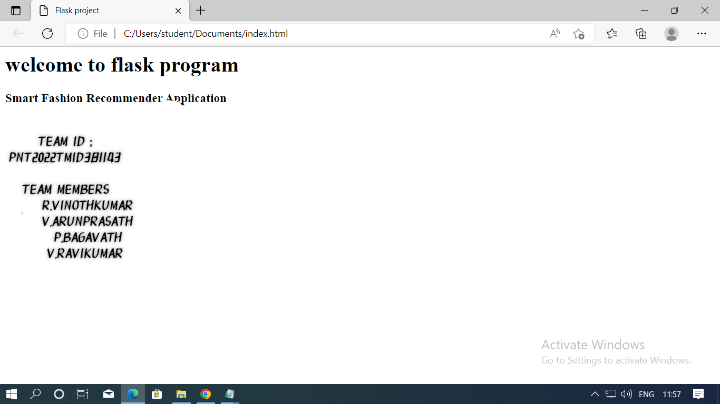 Flask project
File | C:/Users/student/Documents/index.html
welcome to flask program
Smart Fashion Recommender Application
TEAM ID :
PNT2022TMID381143
TEAM MEMBERS
R.VINOTHKUMAR
V.ARUNPRASATH
P.BAGAVATH
V.RAVIKUMAR
Activate Windows
Go to Settings to activate Windows.
ENG 11:57